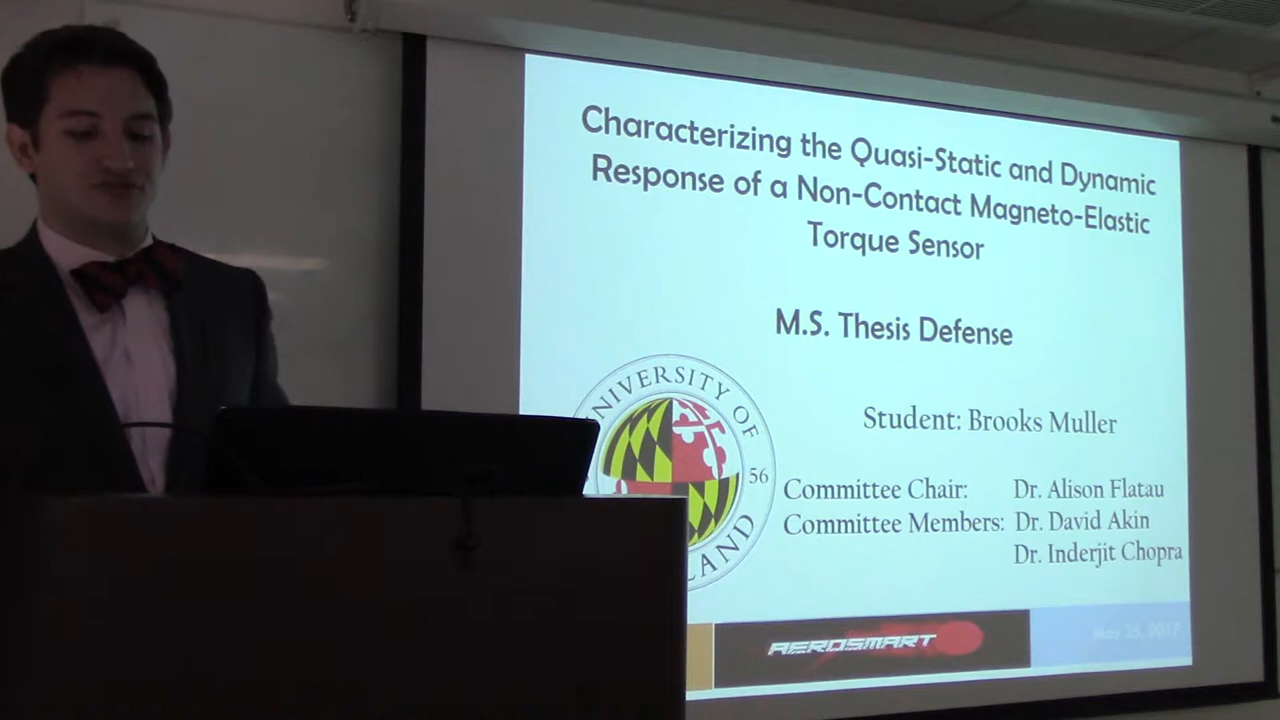 Characterizing the Quasi-Static and Dynamic
Response of a Non-Contact Magneto-Elastic
Torque Sensor
M.S. Thesis Defense
UNIVERSITY OF
56
LAND
Student: Brooks Muller
Committee Chair: Dr. Alison Flatau
Committee Members: Dr. David Akin
Dr. Inderjit Chopra
AEROSMART